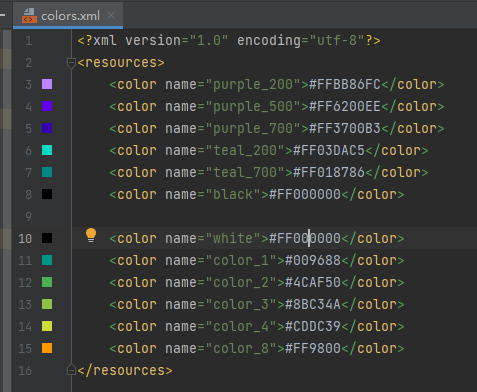 colors.xml
1 <?xml version="1.0" encoding="utf-8"?>
2 <resources>
3 <color name="purple_200">#FFBB86FC</color>
4 <color name="purple_500">#FF6200EE</color>
5 <color name="purple_700">#FF3700B3</color>
6 <color name="teal_200">#FF03DAC5</color>
7 <color name="teal_700">#FF018786</color>
8 <color name="black">#FF000000</color>
9
10 <color name="white">#FF000000</color>
11 <color name="color_1">#009688</color>
12 <color name="color_2">#4CAF50</color>
13 <color name="color_3">#8BC34A</color>
14 <color name="color_4">#CDDC39</color>
15 <color name="color_8">#FF9800</color>
16 </resources>